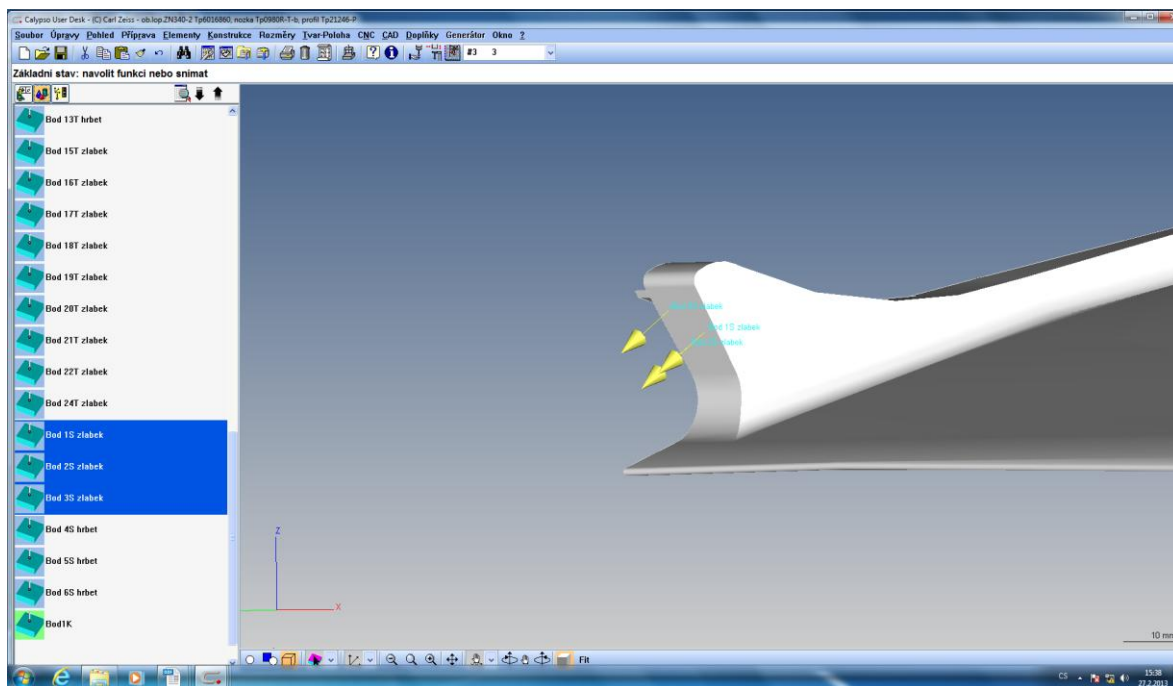 Calypso User Desk - (C) Carl Zeiss - ob.lop.ZN340-2 Tp6016860, nozka Tp0980R-T-b, profil Tp21246-P
Soubor Úpravy Pohled Příprava Elementy Konstrukce Rozměry Tvar-Poloha CNC CAD Doplňky Generátor Okno ?
#3 3
Základní stav: navolit funkci nebo snimat
Bod 13T hrbet
Bod 15T zlabek
Bod 16T zlabek
Bod 17T zlabek
Bod 18T zlabek
Bod 19T zlabek
Bod 20T zlabek
Bod 21T zlabek
Bod 22T zlabek
Bod 24T zlabek
Bod 1S zlabek
Bod 2S zlabek
Bod 3S zlabek
Bod 4S hrbet
Bod 5S hrbet
Bod 6S hrbet
Bod1K
zlabek
Bod 1S zlabek
zlabek
Z
X
10 mm
Fit
CS
15:38
27.2.2013